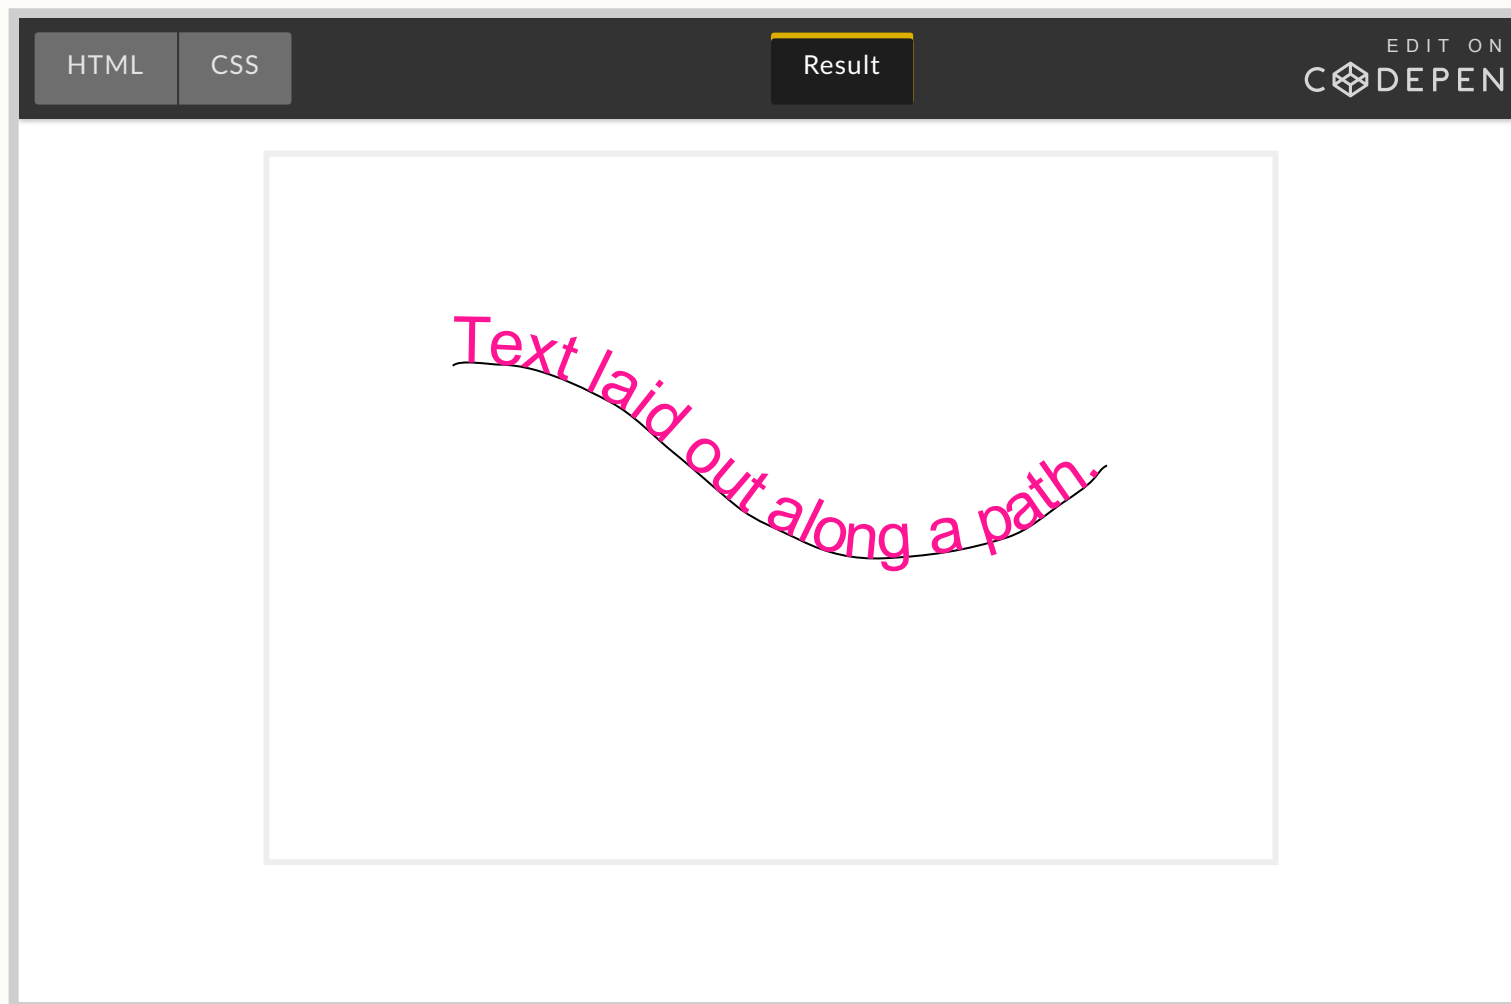 HTML
CSS
Result
EDIT ON
CODEPEN
Text laid out along a path.